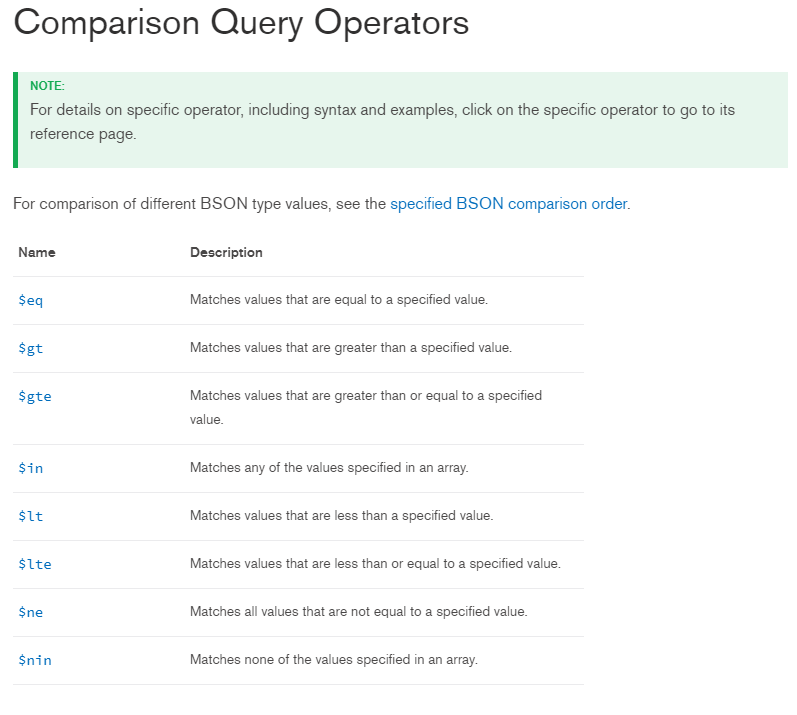 Comparison Query Operators
NOTE:
For details on specific operator, including syntax and examples, click on the specific operator to go to its
reference page.
For comparison of different BSON type values, see the specified BSON comparison order.
Name Description
$eq Matches values that are equal to a specified value.
$gt Matches values that are greater than a specified value.
$gte Matches values that are greater than or equal to a specified
value.
$in Matches any of the values specified in an array.
$lt Matches values that are less than a specified value.
$lte Matches values that are less than or equal to a specified value.
$ne Matches all values that are not equal to a specified value.
$nin Matches none of the values specified in an array.